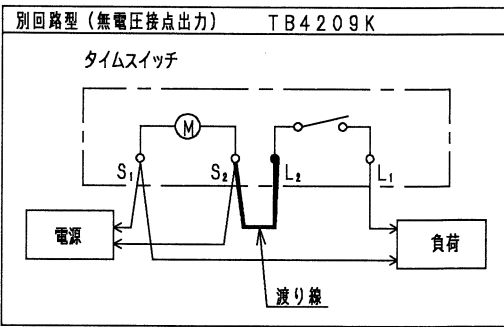 別回路型（無電圧接点出力） TB4209K
タイムスイッチ
M
S₁ S₂ L₂ L₁
電源
負荷
渡り線